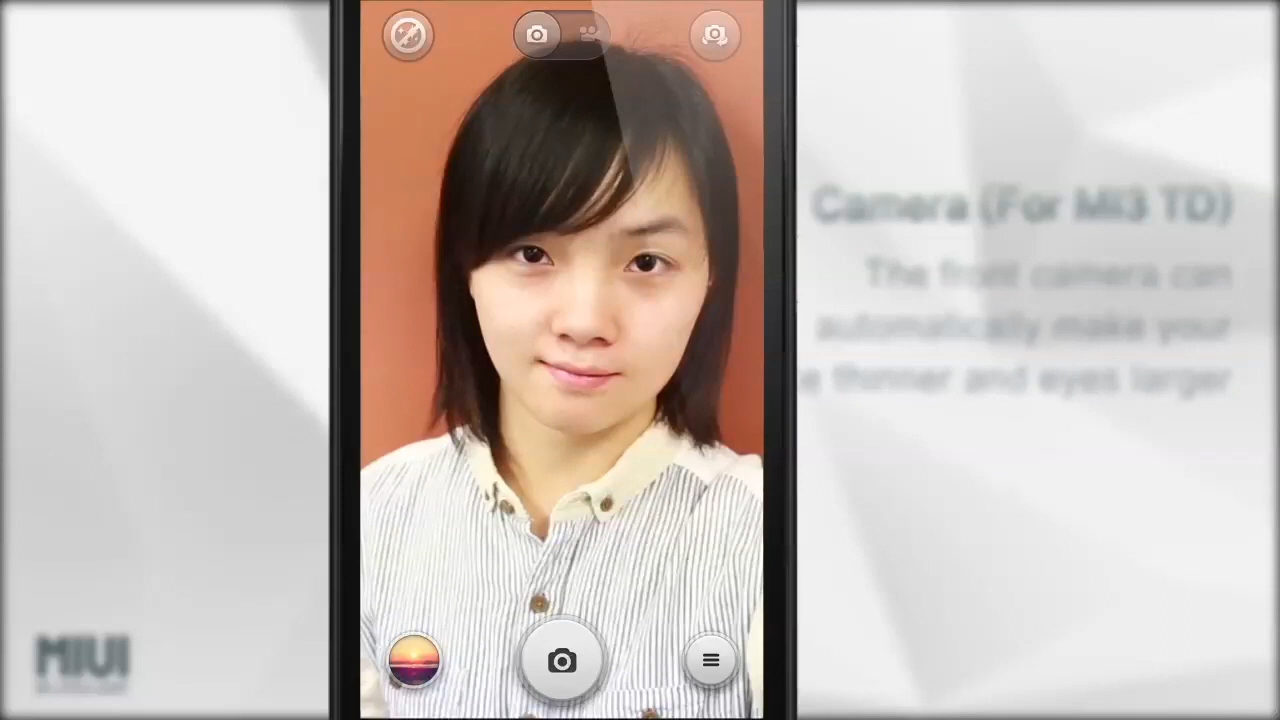 Camera (For MI3 TD)
The front camera can
automatically make your
thinner and eyes larger
MIUI